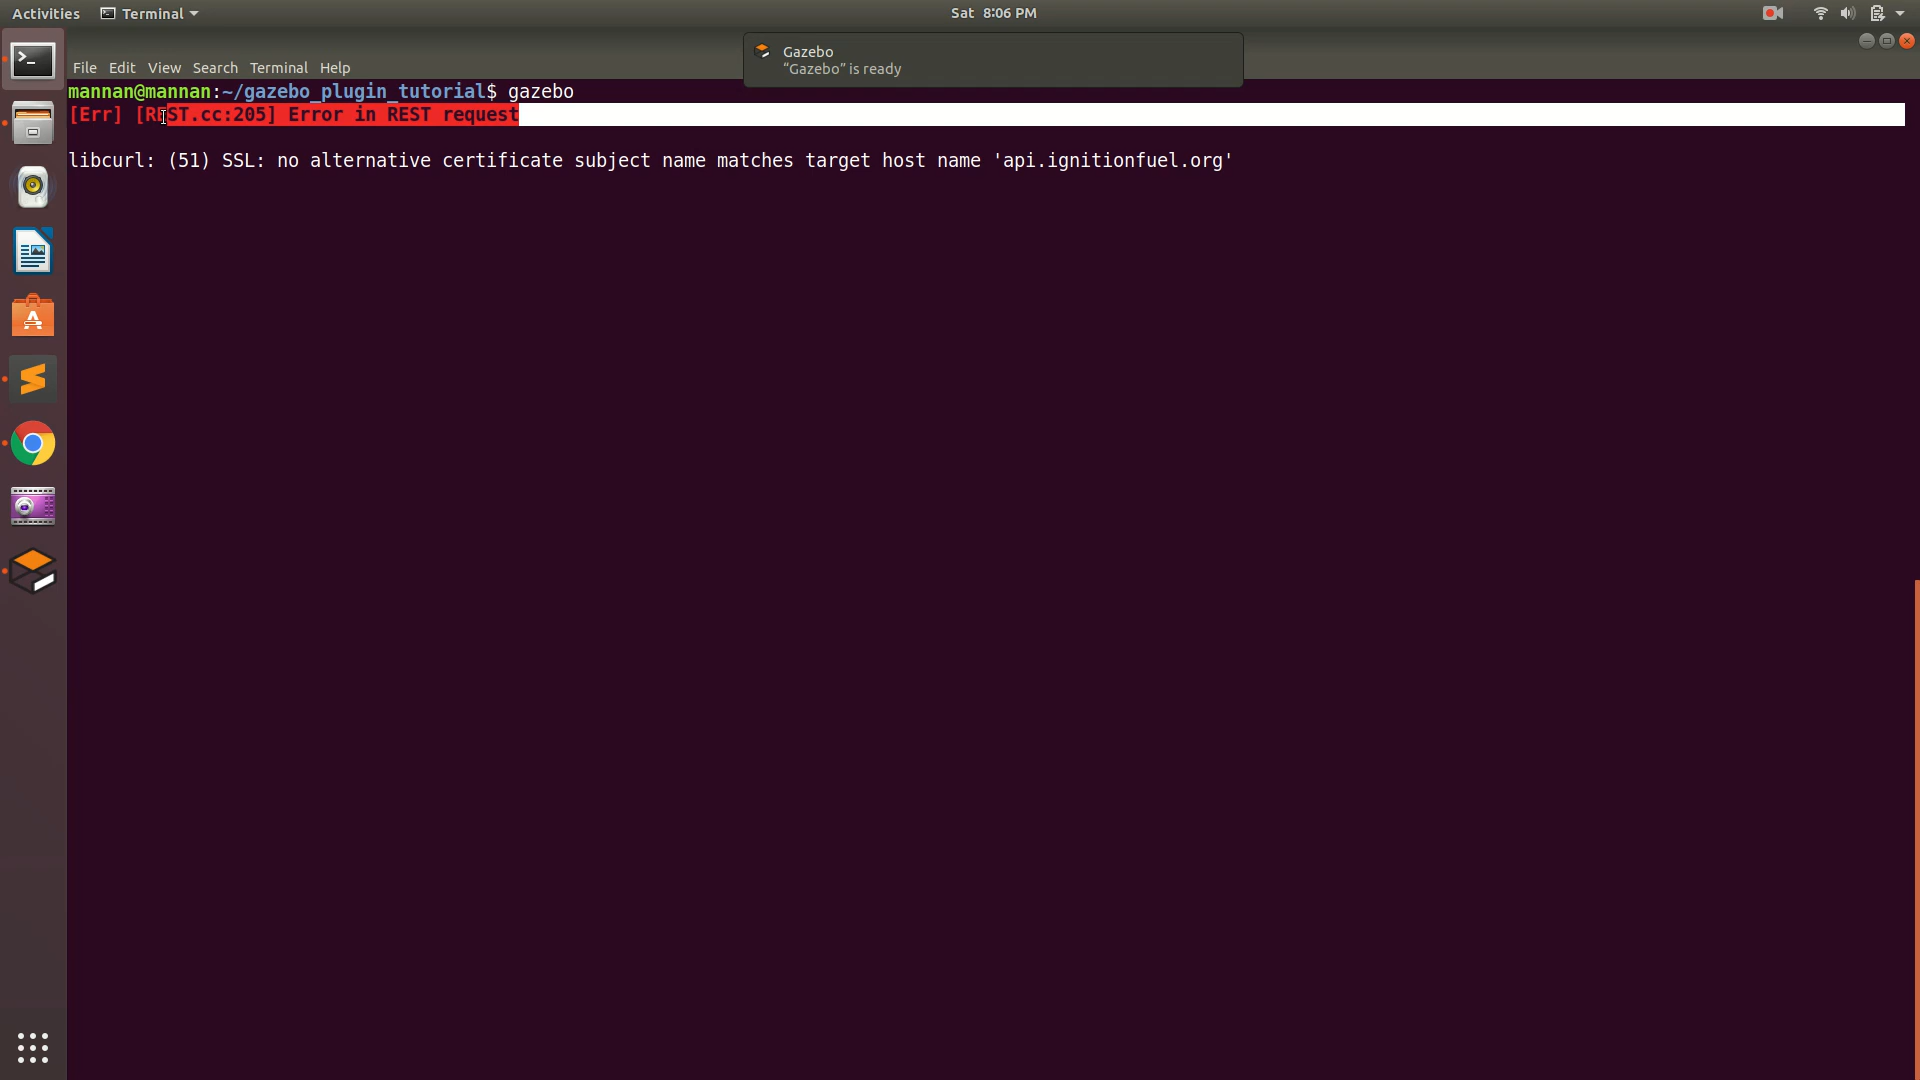 Activities Terminal Sat 8:06 PM
Gazebo
“Gazebo” is ready
File Edit View Search Terminal Help
mannan@mannan:~/gazebo_plugin_tutorial$ gazebo
[Err] [REST.cc:205] Error in REST request
libcurl: (51) SSL: no alternative certificate subject name matches target host name 'api.ignitionfuel.org'